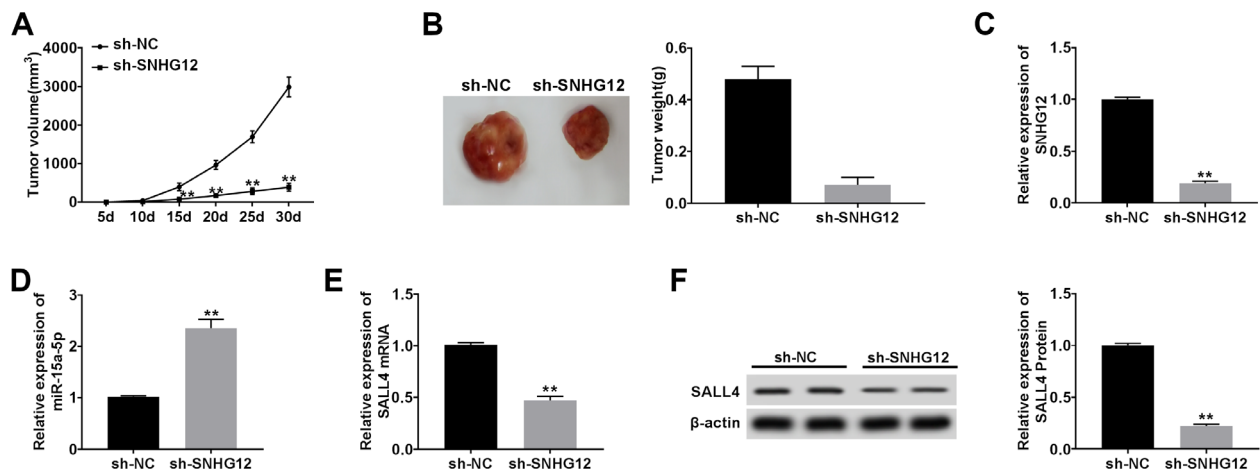 A
sh-NC
sh-SNHG12
Tumor volume(mm³)
4000
3000
2000
1000
0
** ** ** **
5d 10d 15d 20d 25d 30d
B
sh-NC sh-SNHG12
Tumor weight(g)
0.6
0.4
0.2
0.0
sh-NC sh-SNHG12
C
Relative expression of
SNHG12
1.5
1.0
0.5
0.0
**
sh-NC sh-SNHG12
D
Relative expression of
miR-15a-5p
3
2
1
0
**
sh-NC sh-SNHG12
E
Relative expression of
SALL4 mRNA
1.5
1.0
0.5
0.0
**
sh-NC sh-SNHG12
F
sh-NC sh-SNHG12
SALL4
β-actin
Relative expression of
SALL4 Protein
1.5
1.0
0.5
0.0
**
sh-NC sh-SNHG12